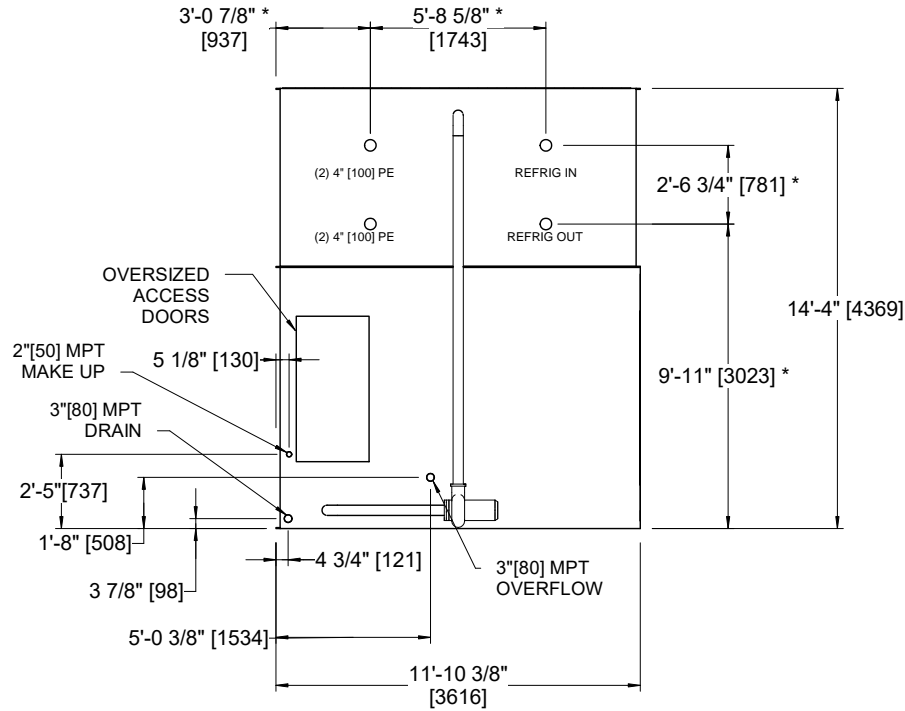 3'-0 7/8" *
[937]
5'-8 5/8" *
[1743]
(2) 4" [100] PE
REFRIG IN
2'-6 3/4" [781] *
(2) 4" [100] PE
REFRIG OUT
OVERSIZED
ACCESS
DOORS
14'-4" [4369]
2"[50] MPT
MAKE UP
5 1/8" [130]
9'-11" [3023] *
3"[80] MPT
DRAIN
2'-5"[737]
1'-8" [508]
4 3/4" [121]
3"[80] MPT
OVERFLOW
3 7/8" [98]
5'-0 3/8" [1534]
11'-10 3/8"
[3616]